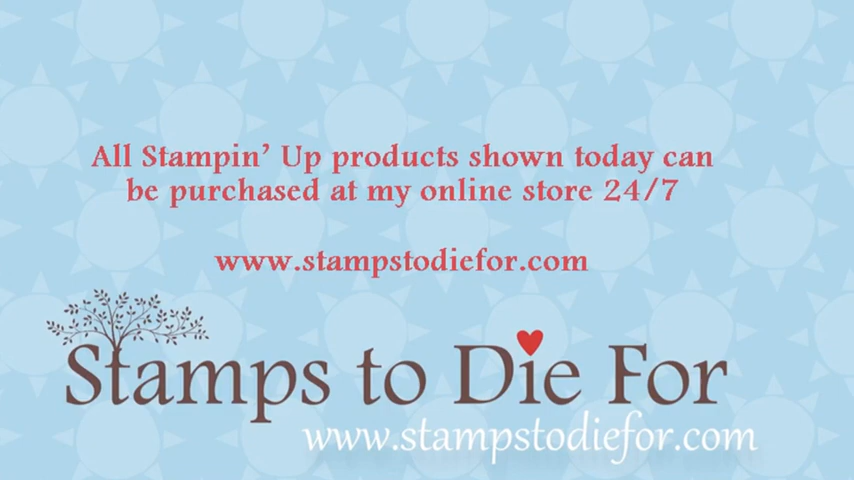 All Stampin' Up products shown today can
be purchased at my online store 24/7
www.stampstodiefor.com
Stamps to Die For
www.stampstodiefor.com